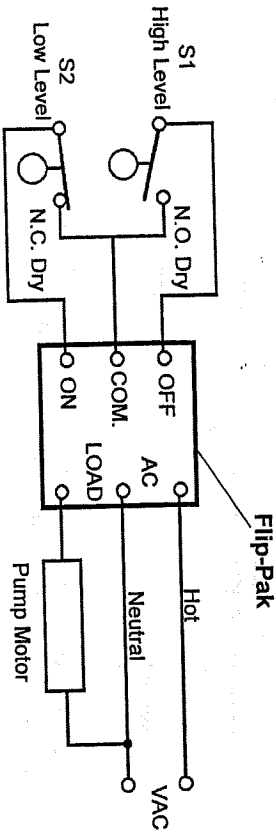 S1
High Level
S2
Low Level
N.O. Dry
N.C. Dry
OFF
COM.
ON
AC
LOAD
Flip-Pak
Hot
Neutral
Pump Motor
VAC